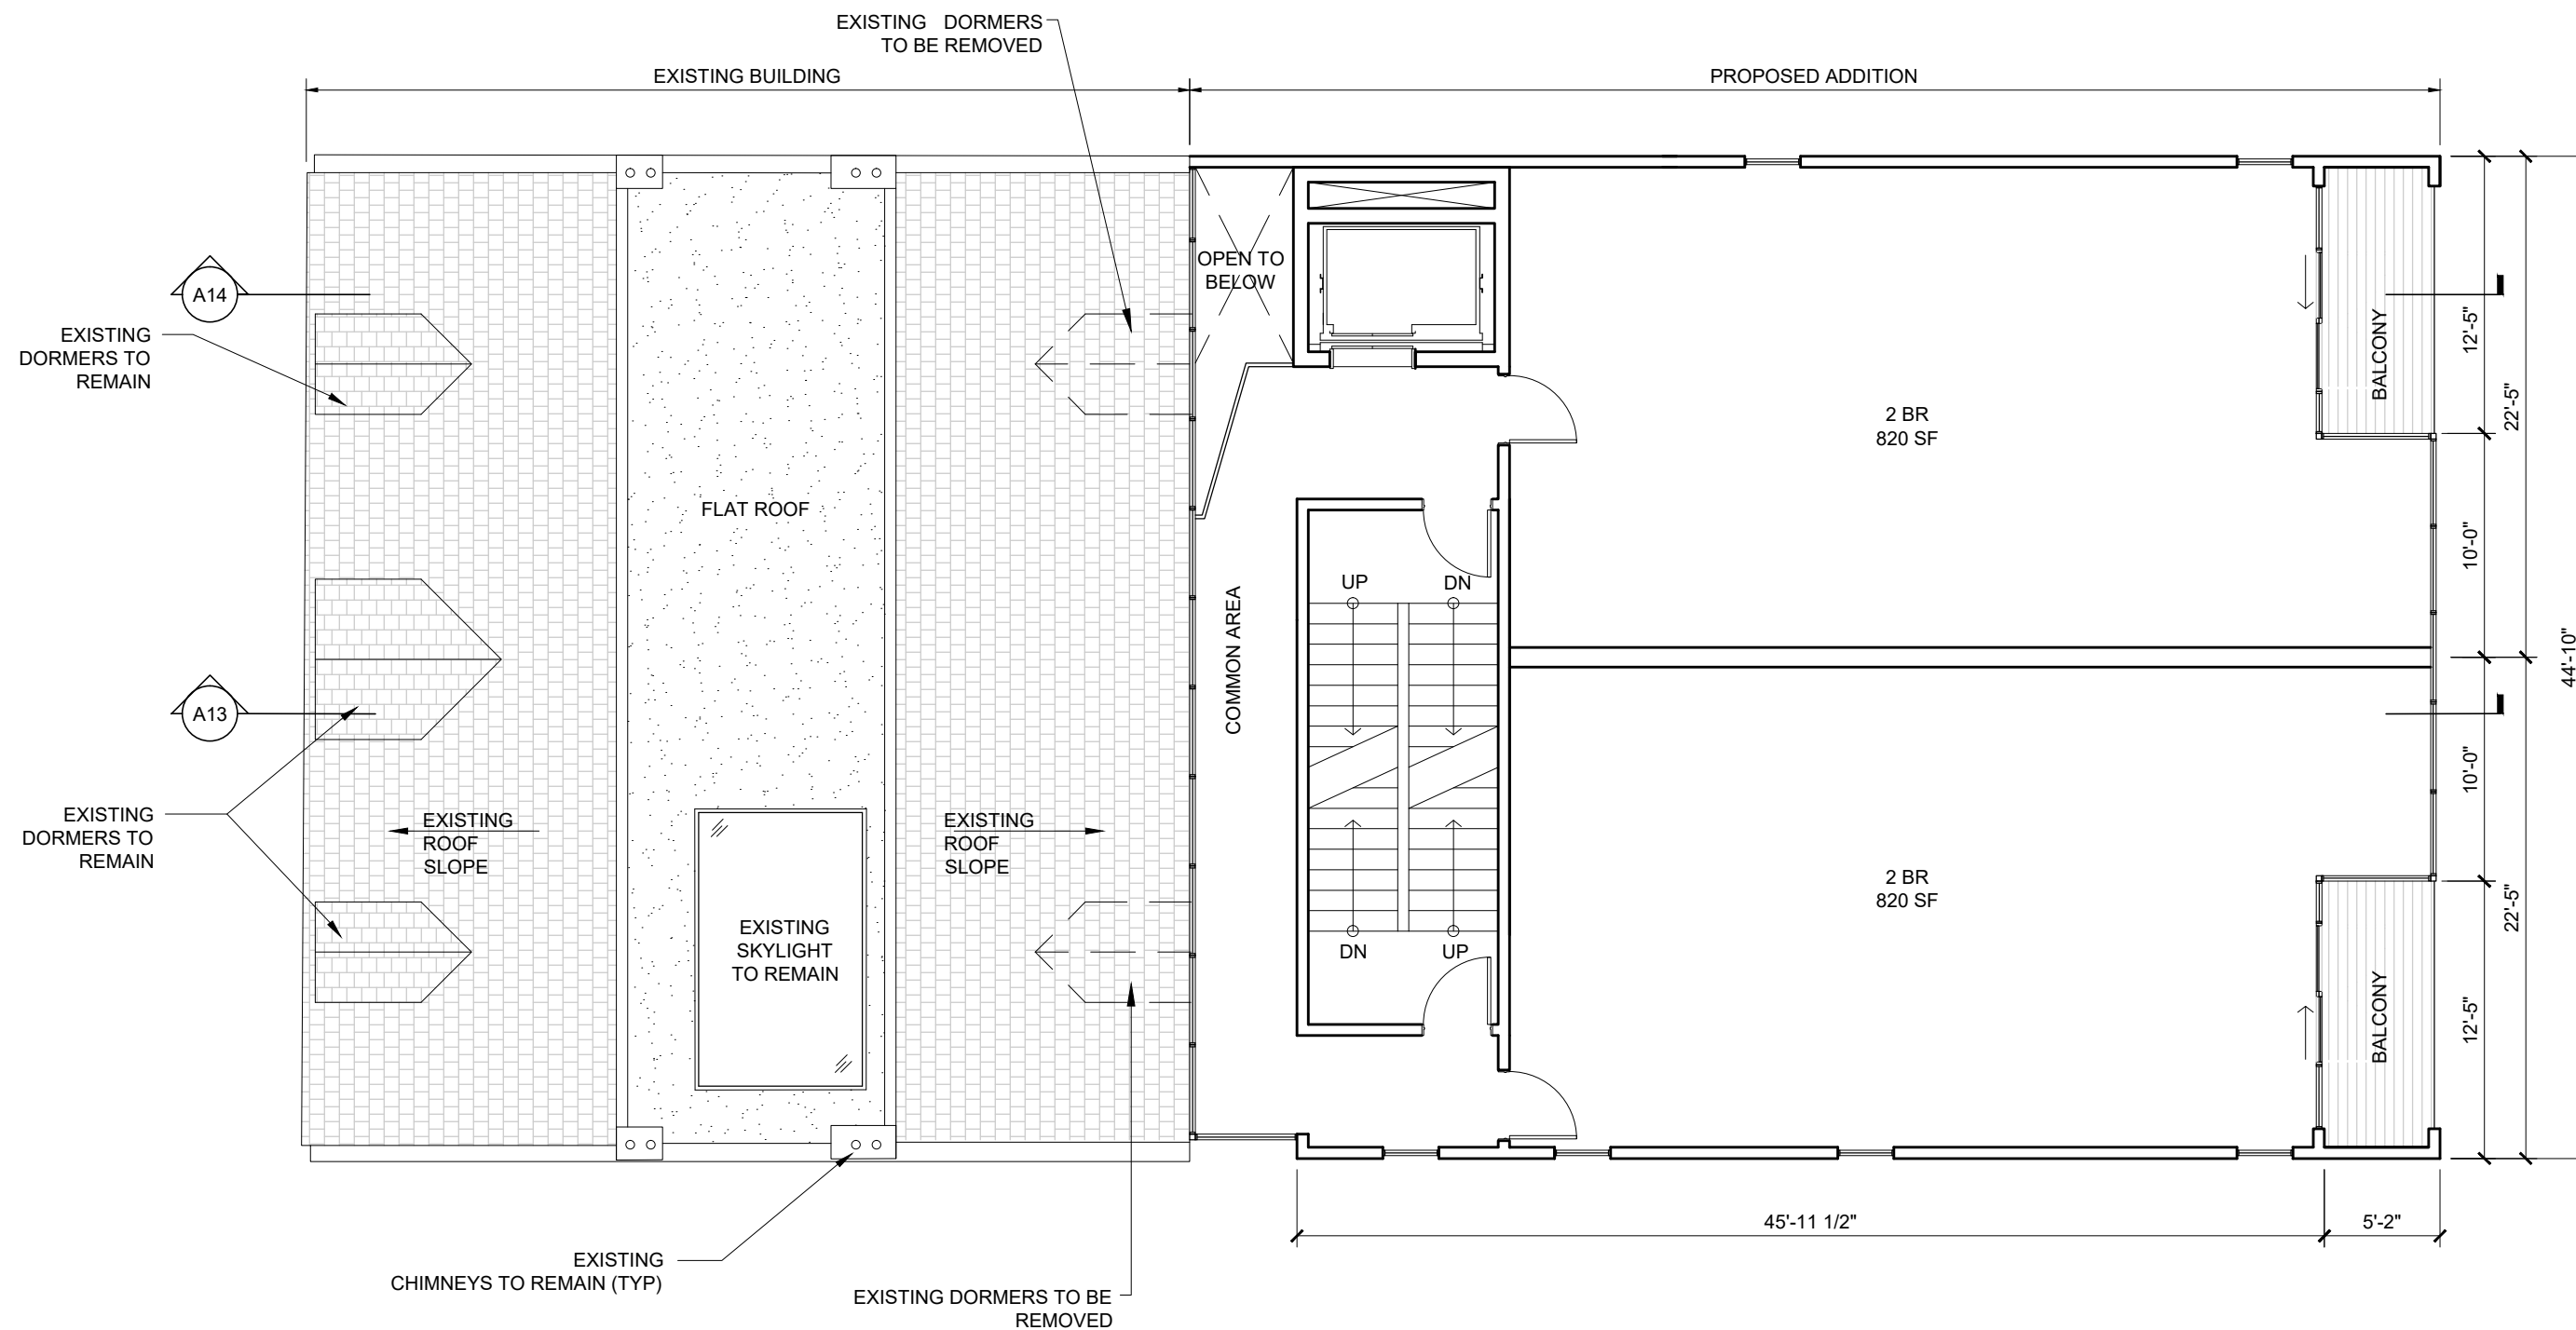 EXISTING DORMERS
TO BE REMOVED
EXISTING BUILDING
PROPOSED ADDITION
A14
EXISTING
DORMERS TO
REMAIN
OPEN TO
BELOW
BALCONY
12'-5"
22'-5"
2 BR
820 SF
FLAT ROOF
10'-0"
UP
DN
COMMON AREA
44'-10"
A13
10'-0"
EXISTING
DORMERS TO
REMAIN
EXISTING
ROOF
SLOPE
EXISTING
ROOF
SLOPE
2 BR
820 SF
22'-5"
EXISTING
SKYLIGHT
TO REMAIN
DN
UP
BALCONY
12'-5"
45'-11 1/2"
5'-2"
EXISTING
CHIMNEYS TO REMAIN (TYP)
EXISTING DORMERS TO BE
REMOVED